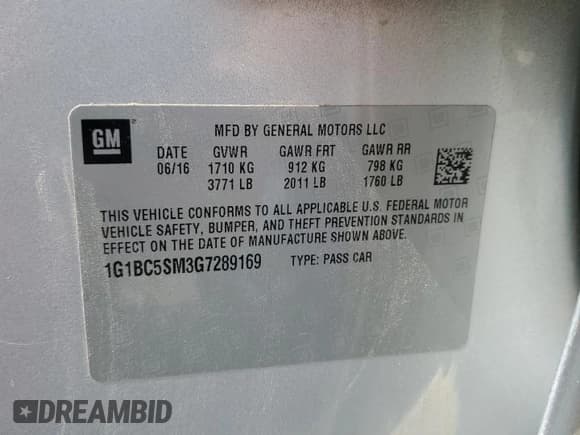 GM
MFD BY GENERAL MOTORS LLC
DATE GVWR GAWR FRT GAWR RR
06/16 1710 KG 912 KG 798 KG
3771 LB 2011 LB 1760 LB
THIS VEHICLE CONFORMS TO ALL APPLICABLE U.S. FEDERAL MOTOR
VEHICLE SAFETY, BUMPER, AND THEFT PREVENTION STANDARDS IN
EFFECT ON THE DATE OF MANUFACTURE SHOWN ABOVE.
1G1BC5SM3G7289169 TYPE: PASS CAR
DREAMBID